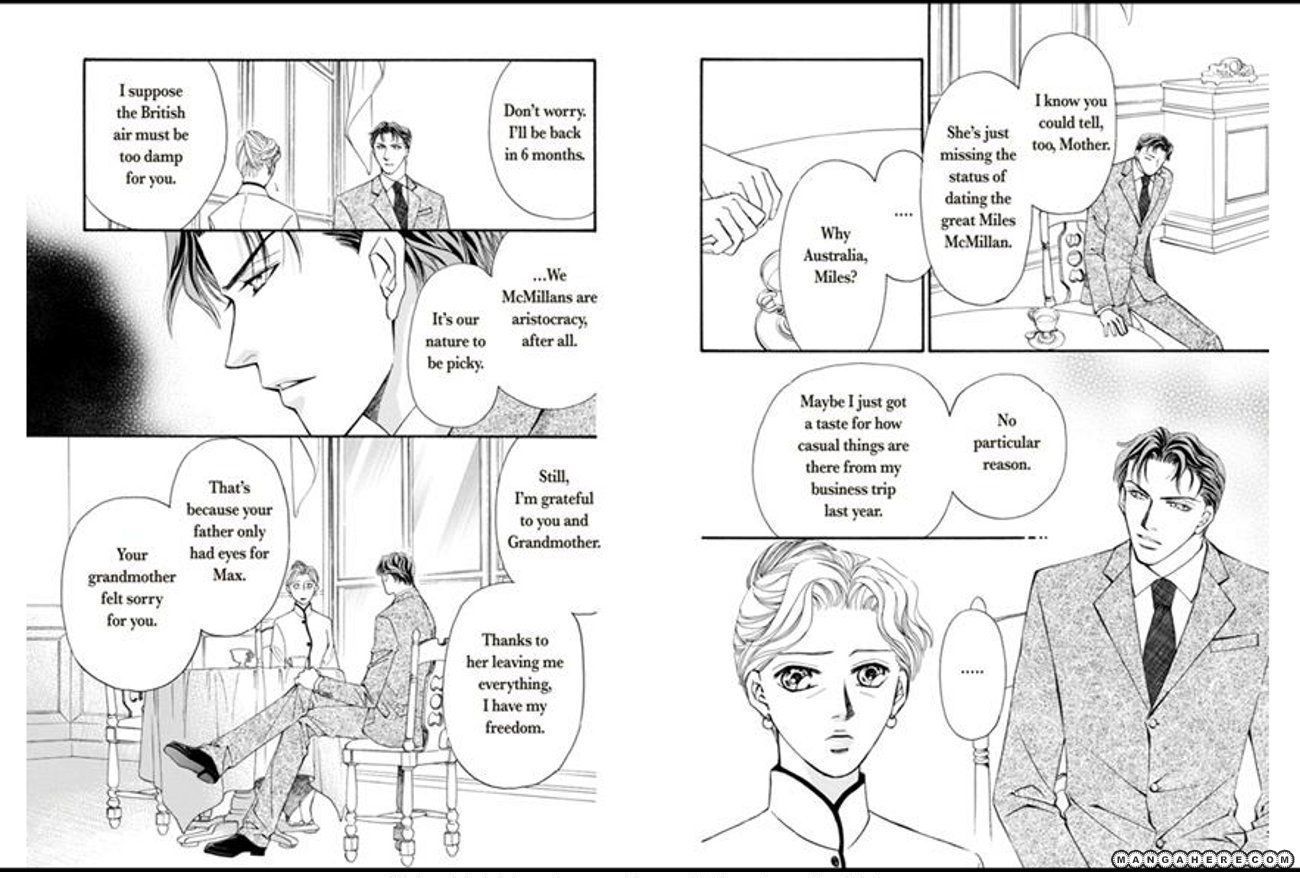 I know you
could tell,
too, Mother.
She's just
missing the
status of
dating the
great Miles
McMillan.
....
Why
Australia,
Miles?
No
particular
reason.
Maybe I just got
a taste for how
casual things are
there from my
business trip
last year.
.....
Don't worry.
I'll be back
in 6 months.
I suppose
the British
air must be
too damp
for you.
...We
McMillans are
aristocracy,
after all.
It's our
nature to
be picky.
Still,
I'm grateful
to you and
Grandmother.
Thanks to
her leaving me
everything,
I have my
freedom.
That's
because your
father only
had eyes for
Max.
Your
grandmother
felt sorry
for you.
MANGAHERE.COM